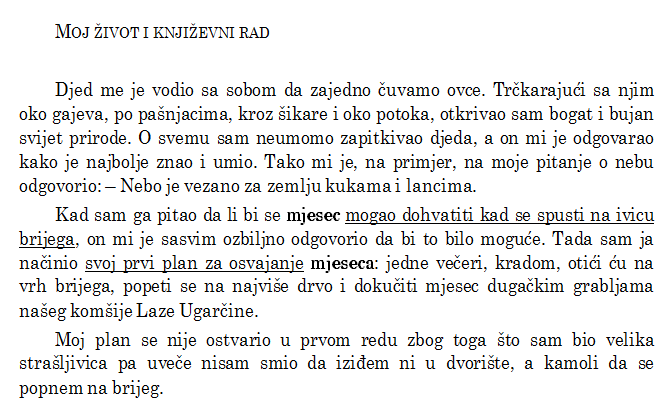 MOJ ŽIVOT I KNJIŽEVNI RAD
Djed me je vodio sa sobom da zajedno čuvamo ovce. Trčkarajući sa njim
oko gajeva, po pašnjacima, kroz šikare i oko potoka, otkrivao sam bogat i bujan
svijet prirode. O svemu sam neumomo zapitkivao djeda, a on mi je odgovarao
kako je najbolje znao i umio. Tako mi je, na primjer, na moje pitanje o nebu
odgovorio: – Nebo je vezano za zemlju kukama i lancima.
Kad sam ga pitao da li bi se mjesec mogao dohvatiti kad se spusti na ivicu
brijega, on mi je sasvim ozbiljno odgovorio da bi to bilo moguće. Tada sam ja
načinio svoj prvi plan za osvajanje mjeseca: jedne večeri, kradom, otići ću na
vrh brijega, popeti se na najviše drvo i dokučiti mjesec dugačkim grabljama
našeg komšije Laze Ugarčine.
Moj plan se nije ostvario u prvom redu zbog toga što sam bio velika
strašljivica pa uveče nisam smio da iziđem ni u dvorište, a kamoli da se
popnem na brijeg.